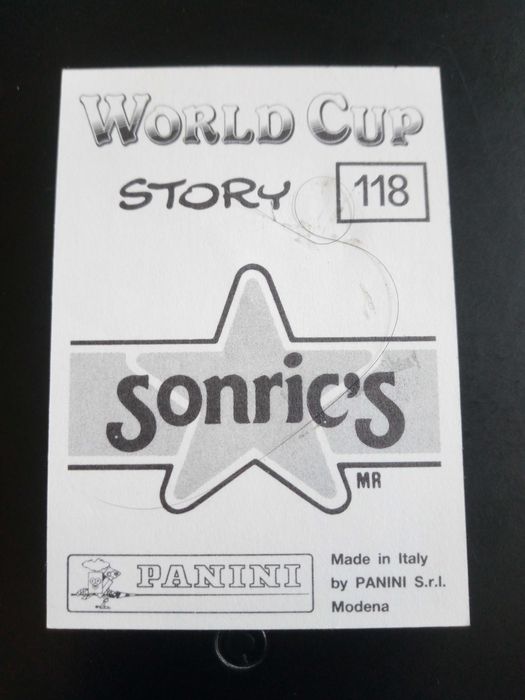 WORLD CUP
STORY 118
sonric's
MR
PANINI
Made in Italy
by PANINI S.r.l.
Modena